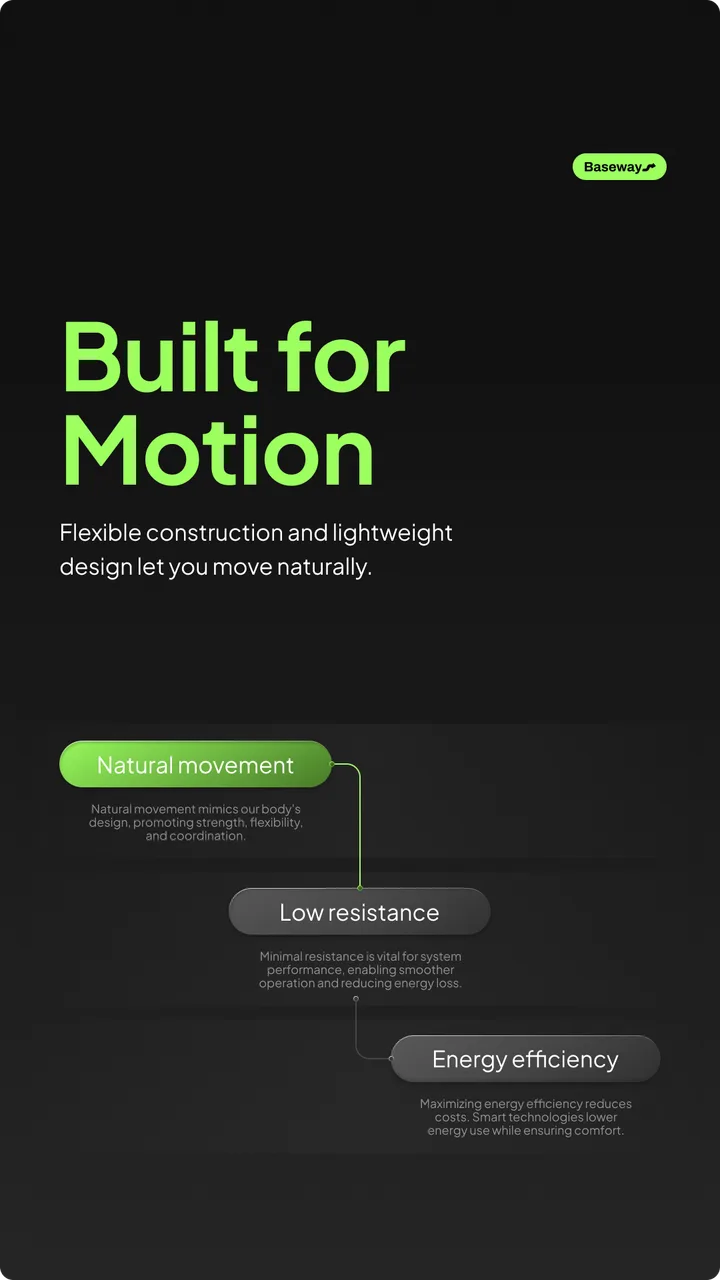 Baseway
Built for
Motion
Flexible construction and lightweight
design let you move naturally.
Natural movement
Natural movement mimics our body's
design, promoting strength, flexibility,
and coordination.
Low resistance
Minimal resistance is vital for system
performance, enabling smoother
operation and reducing energy loss.
Energy efficiency
Maximizing energy efficiency reduces
costs. Smart technologies lower
energy use while ensuring comfort.